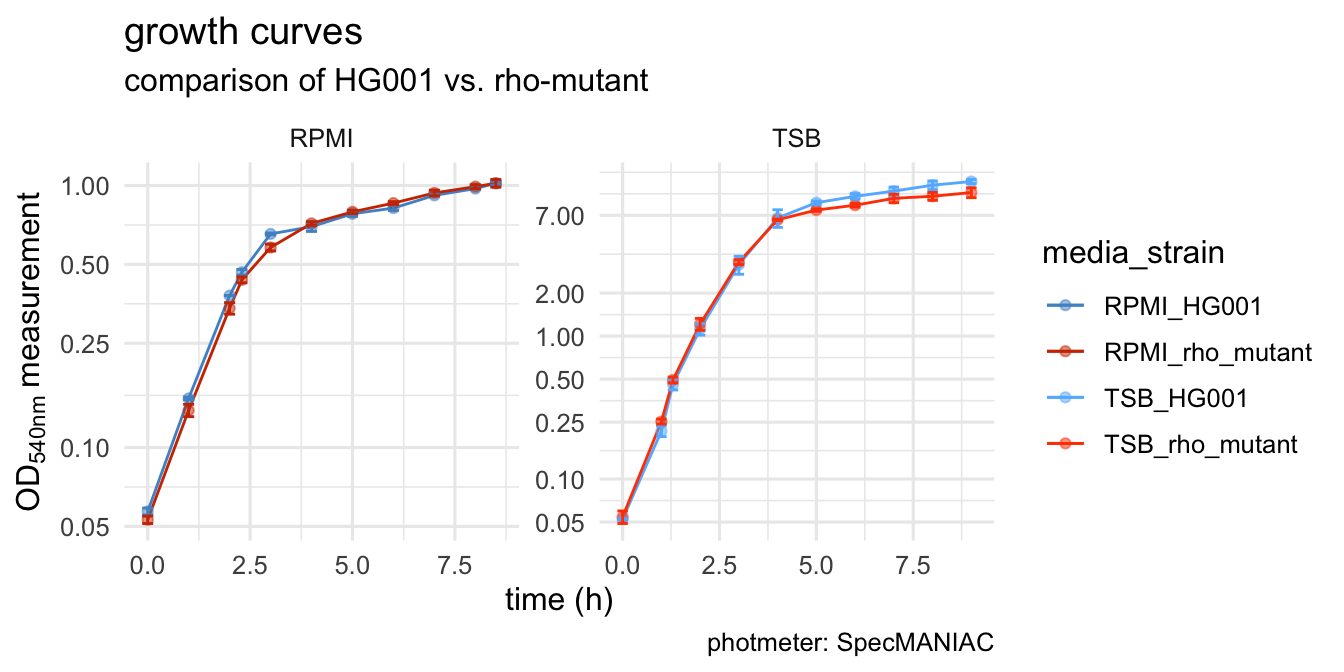 growth curves
comparison of HG001 vs. rho-mutant
RPMI
TSB
OD540nm measurement
1.00
0.50
0.25
0.10
0.05
0.0 2.5 5.0 7.5
7.00
2.00
1.00
0.50
0.25
0.10
0.05
0.0 2.5 5.0 7.5
time (h)
media_strain
RPMI_HG001
RPMI_rho_mutant
TSB_HG001
TSB_rho_mutant
photmeter: SpecMANIAC